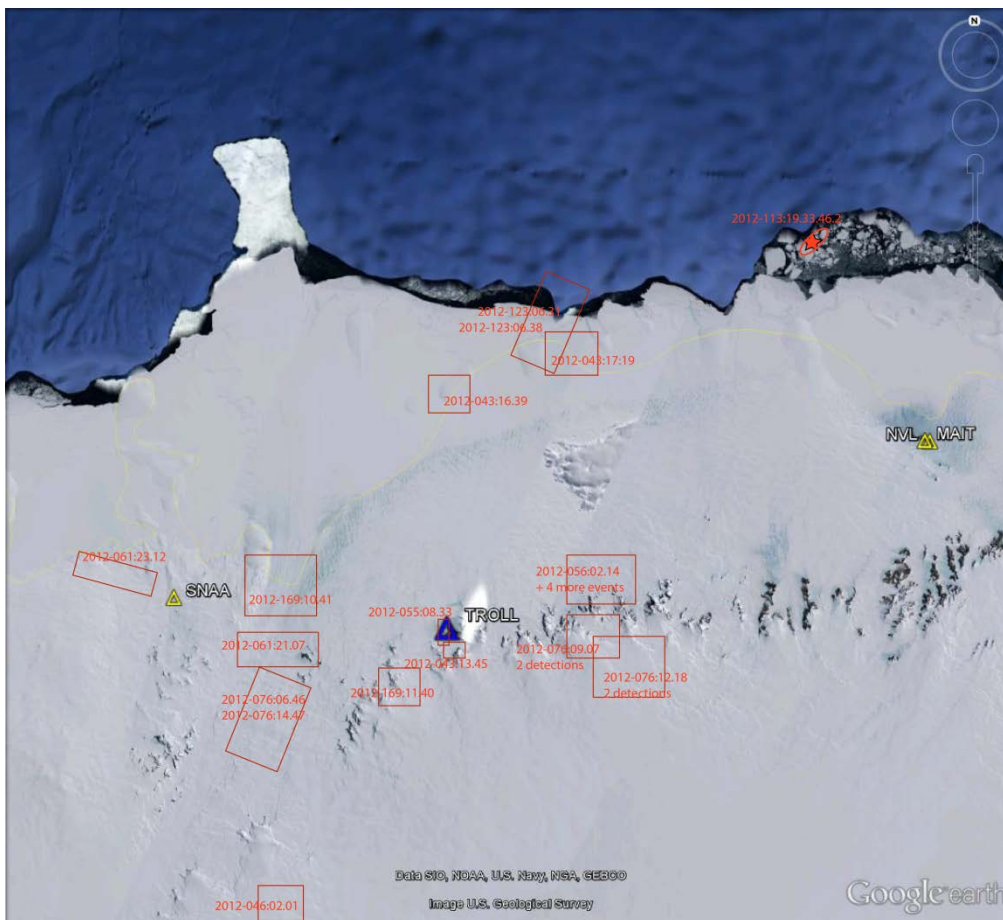 N
2012-113:19.33.46.2
2012-123:06.31
2012-123:06.38
2012-043:17:19
2012-043:16.39
NVL
MAIT
2012-061:23.12
SNAA
2012-169:10.41
2012-056:02.14
+ 4 more events
2012-055:08.33
TROLL
2012-061:21.07
2012-076:09.07
2 detections
2012-043:13.45
2012-076:12.18
2 detections
2012-169:11.40
2012-076:06.46
2012-076:14.47
Data SIO, NOAA, U.S. Navy, NGA, GEBCO
Image U.S. Geological Survey
Google earth
2012-046:02.01